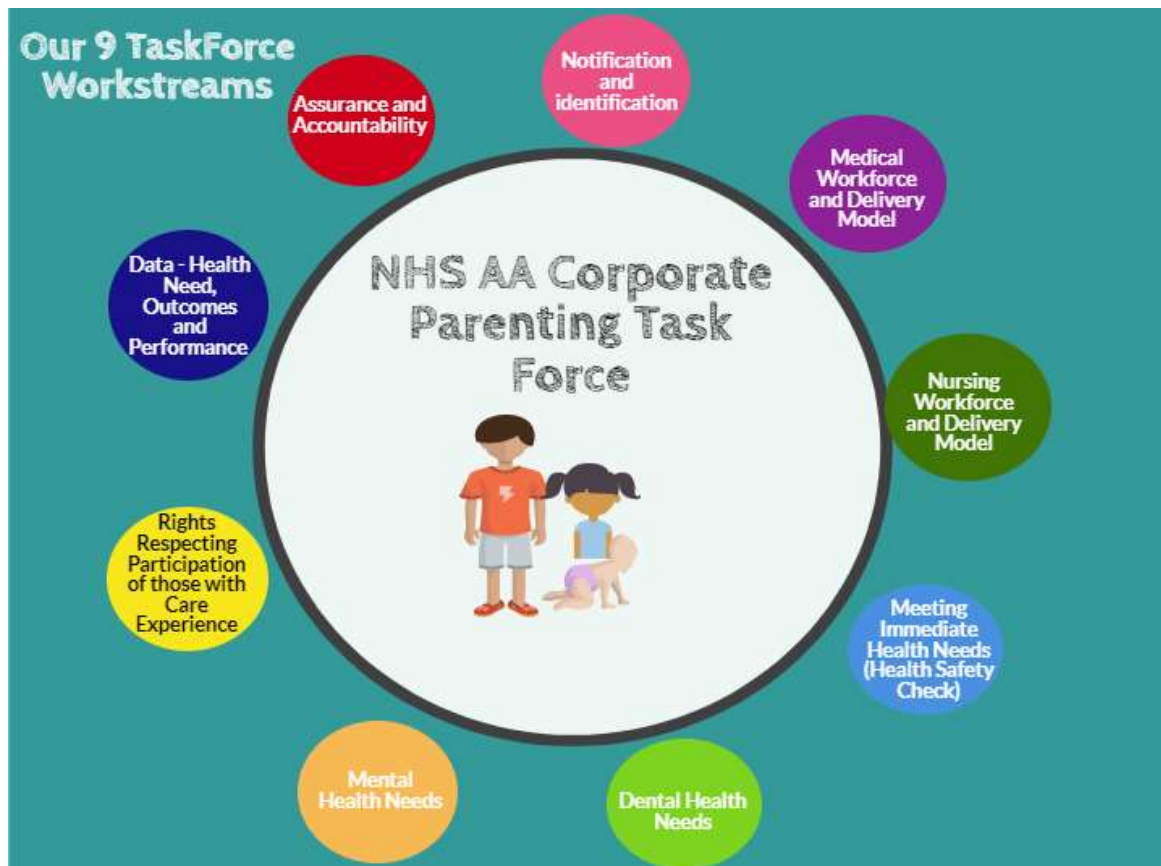 Our 9 TaskForce
Workstreams
Notification
and
identification
Assurance and
Accountability
Medical
Workforce
and Delivery
Model
Data - Health
Need,
Outcomes
and
Performance
NHS AA Corporate
Parenting Task
Force
Nursing
Workforce
and Delivery
Model
Rights
Respecting
Participation
of those with
Care
Experience
Meeting
Immediate
Health Needs
(Health Safety
Check)
Mental
Health Needs
Dental Health
Needs